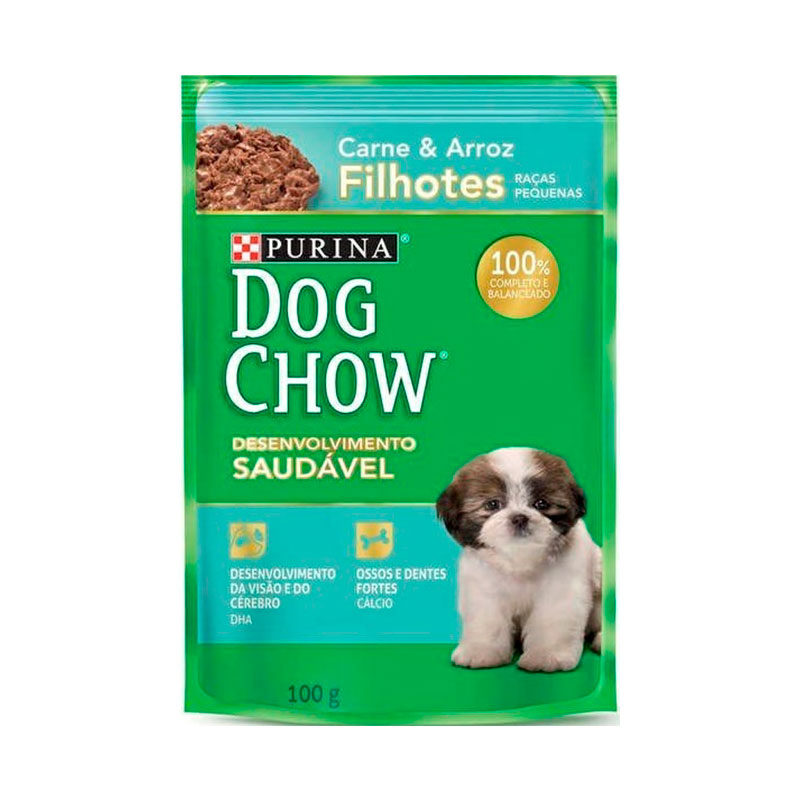 Carne & Arroz
Filhotes RAÇAS PEQUENAS
PURINA®
DOG
CHOW®
100%
COMPLETO E
BALANCEADO
DESENVOLVIMENTO
SAUDÁVEL
DESENVOLVIMENTO
DA VISÃO E DO
CÉREBRO
DHA
OSSOS E DENTES
FORTES
CÁLCIO
100 g